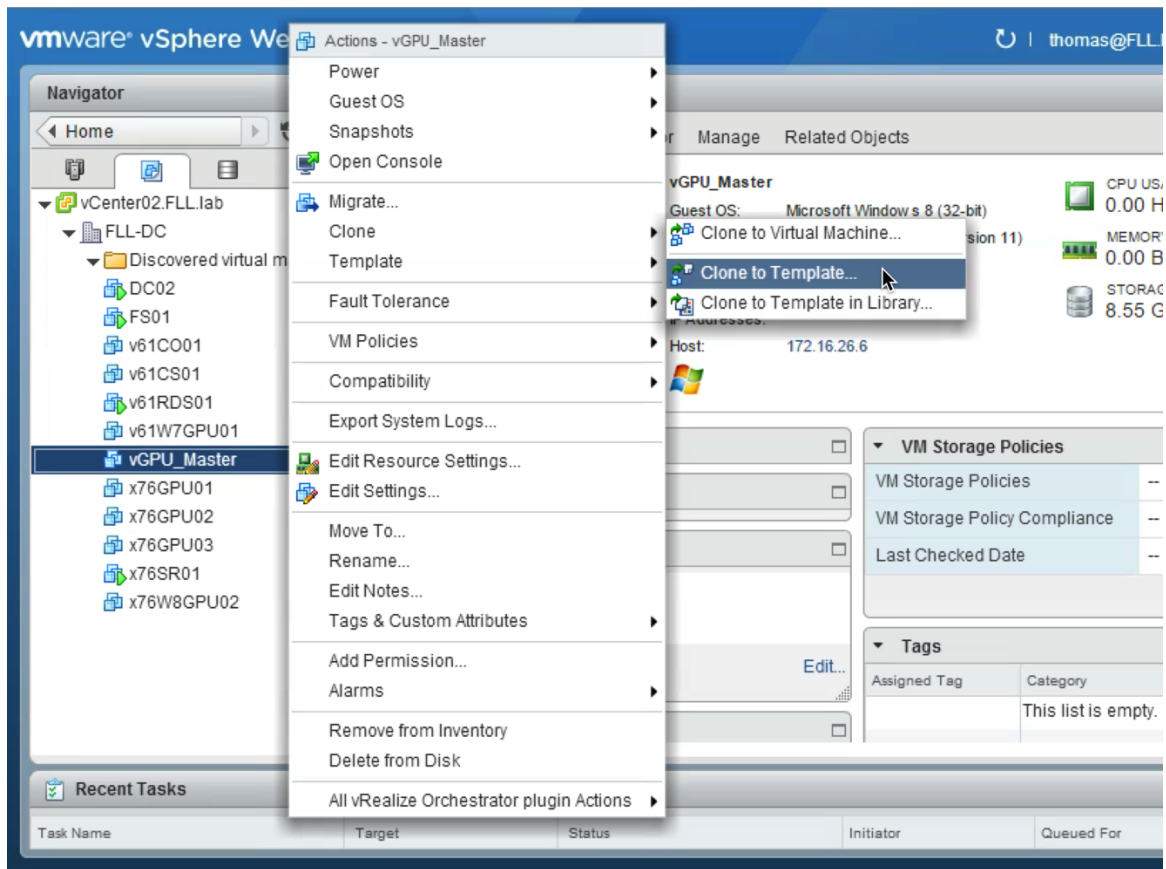 vmware® vSphere We
thomas@FLL.
Navigator
Home
vCenter02.FLL.lab
FLL-DC
Discovered virtual m
DC02
FS01
v61CO01
v61CS01
v61RDS01
v61W7GPU01
vGPU_Master
x76GPU01
x76GPU02
x76GPU03
x76SR01
x76W8GPU02
Actions - vGPU_Master
Power
Guest OS
Snapshots
Open Console
Migrate...
Clone
Template
Fault Tolerance
VM Policies
Compatibility
Export System Logs...
Edit Resource Settings...
Edit Settings...
Move To...
Rename...
Edit Notes...
Tags & Custom Attributes
Add Permission...
Alarms
Remove from Inventory
Delete from Disk
All vRealize Orchestrator plugin Actions
Clone to Virtual Machine...
Clone to Template...
Clone to Template in Library...
r Manage Related Objects
vGPU_Master
Guest OS: Microsoft Windows 8 (32-bit)
sion 11)
IP Addresses:
Host: 172.16.26.6
CPU USA
0.00 H
MEMORY
0.00 B
STORAG
8.55 G
Edit...
VM Storage Policies
VM Storage Policies --
VM Storage Policy Compliance --
Last Checked Date --
Tags
Assigned Tag Category
This list is empty.
Recent Tasks
Task Name Target Status Initiator Queued For